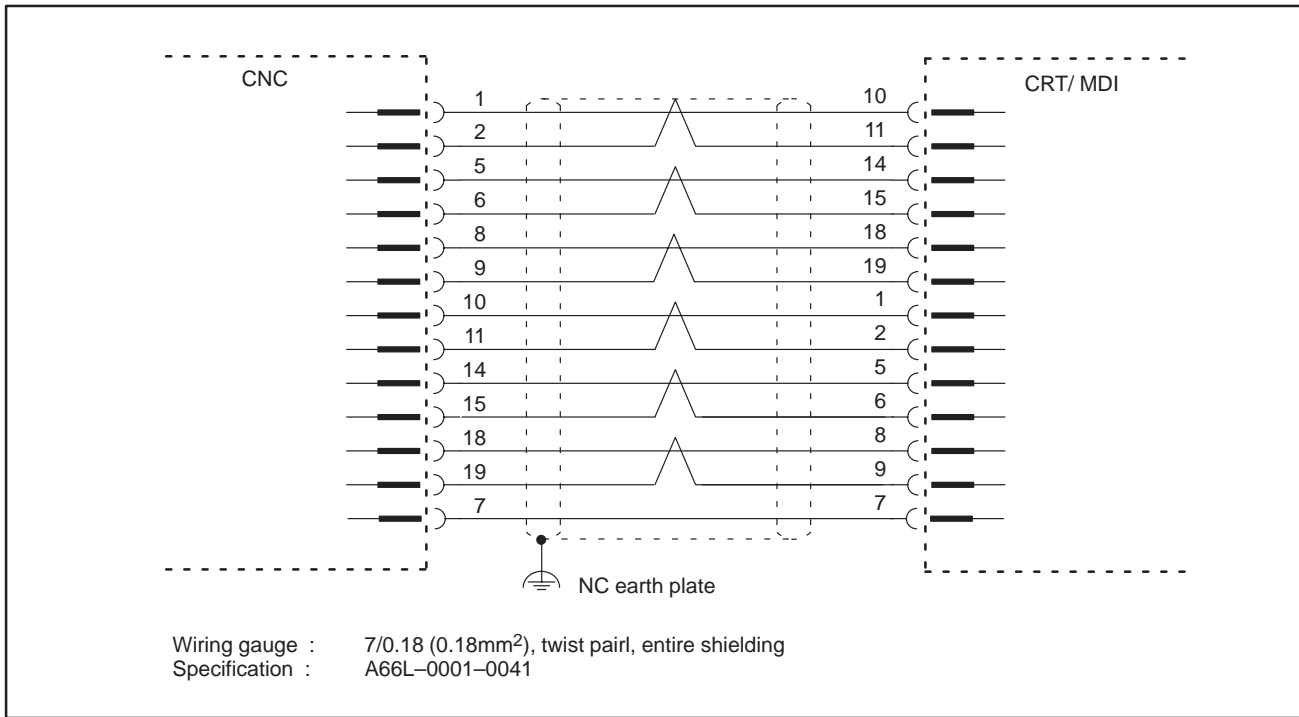 CNC
CRT/ MDI
1 10
2 11
5 14
6 15
8 18
9 19
10 1
11 2
14 5
15 6
18 8
19 9
7 7
NC earth plate
Wiring gauge : 7/0.18 (0.18mm²), twist pairl, entire shielding
Specification : A66L–0001–0041